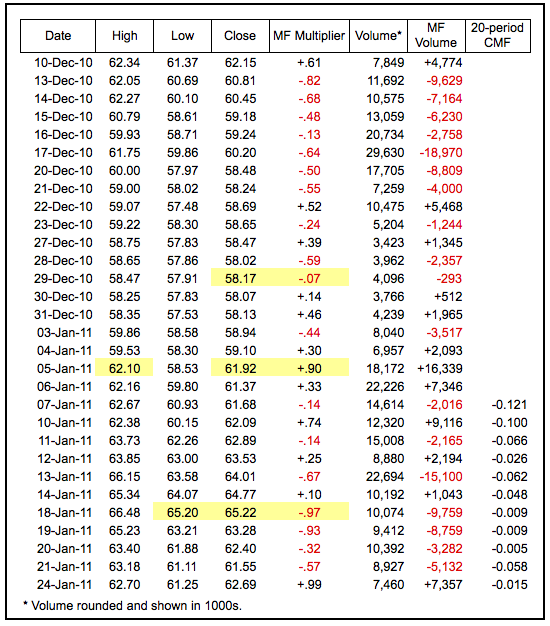 Date High Low Close MF Multiplier Volume* MF Volume 20-period CMF
10-Dec-10 62.34 61.37 62.15 +.61 7,849 +4,774
13-Dec-10 62.05 60.69 60.81 -.82 11,692 -9,629
14-Dec-10 62.27 60.10 60.45 -.68 10,575 -7,164
15-Dec-10 60.79 58.61 59.18 -.48 13,059 -6,230
16-Dec-10 59.93 58.71 59.24 -.13 20,734 -2,758
17-Dec-10 61.75 59.86 60.20 -.64 29,630 -18,970
20-Dec-10 60.00 57.97 58.48 -.50 17,705 -8,809
21-Dec-10 59.00 58.02 58.24 -.55 7,259 -4,000
22-Dec-10 59.07 57.48 58.69 +.52 10,475 +5,468
23-Dec-10 59.22 58.30 58.65 -.24 5,204 -1,244
27-Dec-10 58.75 57.83 58.47 +.39 3,423 +1,345
28-Dec-10 58.65 57.86 58.02 -.59 3,962 -2,357
29-Dec-10 58.47 57.91 58.17 -.07 4,096 -293
30-Dec-10 58.25 57.83 58.07 +.14 3,766 +512
31-Dec-10 58.35 57.53 58.13 +.46 4,239 +1,965
03-Jan-11 59.86 58.58 58.94 -.44 8,040 -3,517
04-Jan-11 59.53 58.30 59.10 +.30 6,957 +2,093
05-Jan-11 62.10 58.53 61.92 +.90 18,172 +16,339
06-Jan-11 62.16 59.80 61.37 +.33 22,226 +7,346
07-Jan-11 62.67 60.93 61.68 -.14 14,614 -2,016 -0.121
10-Jan-11 62.38 60.15 62.09 +.74 12,320 +9,116 -0.100
11-Jan-11 63.73 62.26 62.89 -.14 15,008 -2,165 -0.066
12-Jan-11 63.85 63.00 63.53 +.25 8,880 +2,194 -0.026
13-Jan-11 66.15 63.58 64.01 -.67 22,694 -15,100 -0.062
14-Jan-11 65.34 64.07 64.77 +.10 10,192 +1,043 -0.048
18-Jan-11 66.48 65.20 65.22 -.97 10,074 -9,759 -0.009
19-Jan-11 65.23 63.21 63.28 -.93 9,412 -8,759 -0.009
20-Jan-11 63.40 61.88 62.40 -.32 10,392 -3,282 -0.005
21-Jan-11 63.18 61.11 61.55 -.57 8,927 -5,132 -0.058
24-Jan-11 62.70 61.25 62.69 +.99 7,460 +7,357 -0.015
* Volume rounded and shown in 1000s.